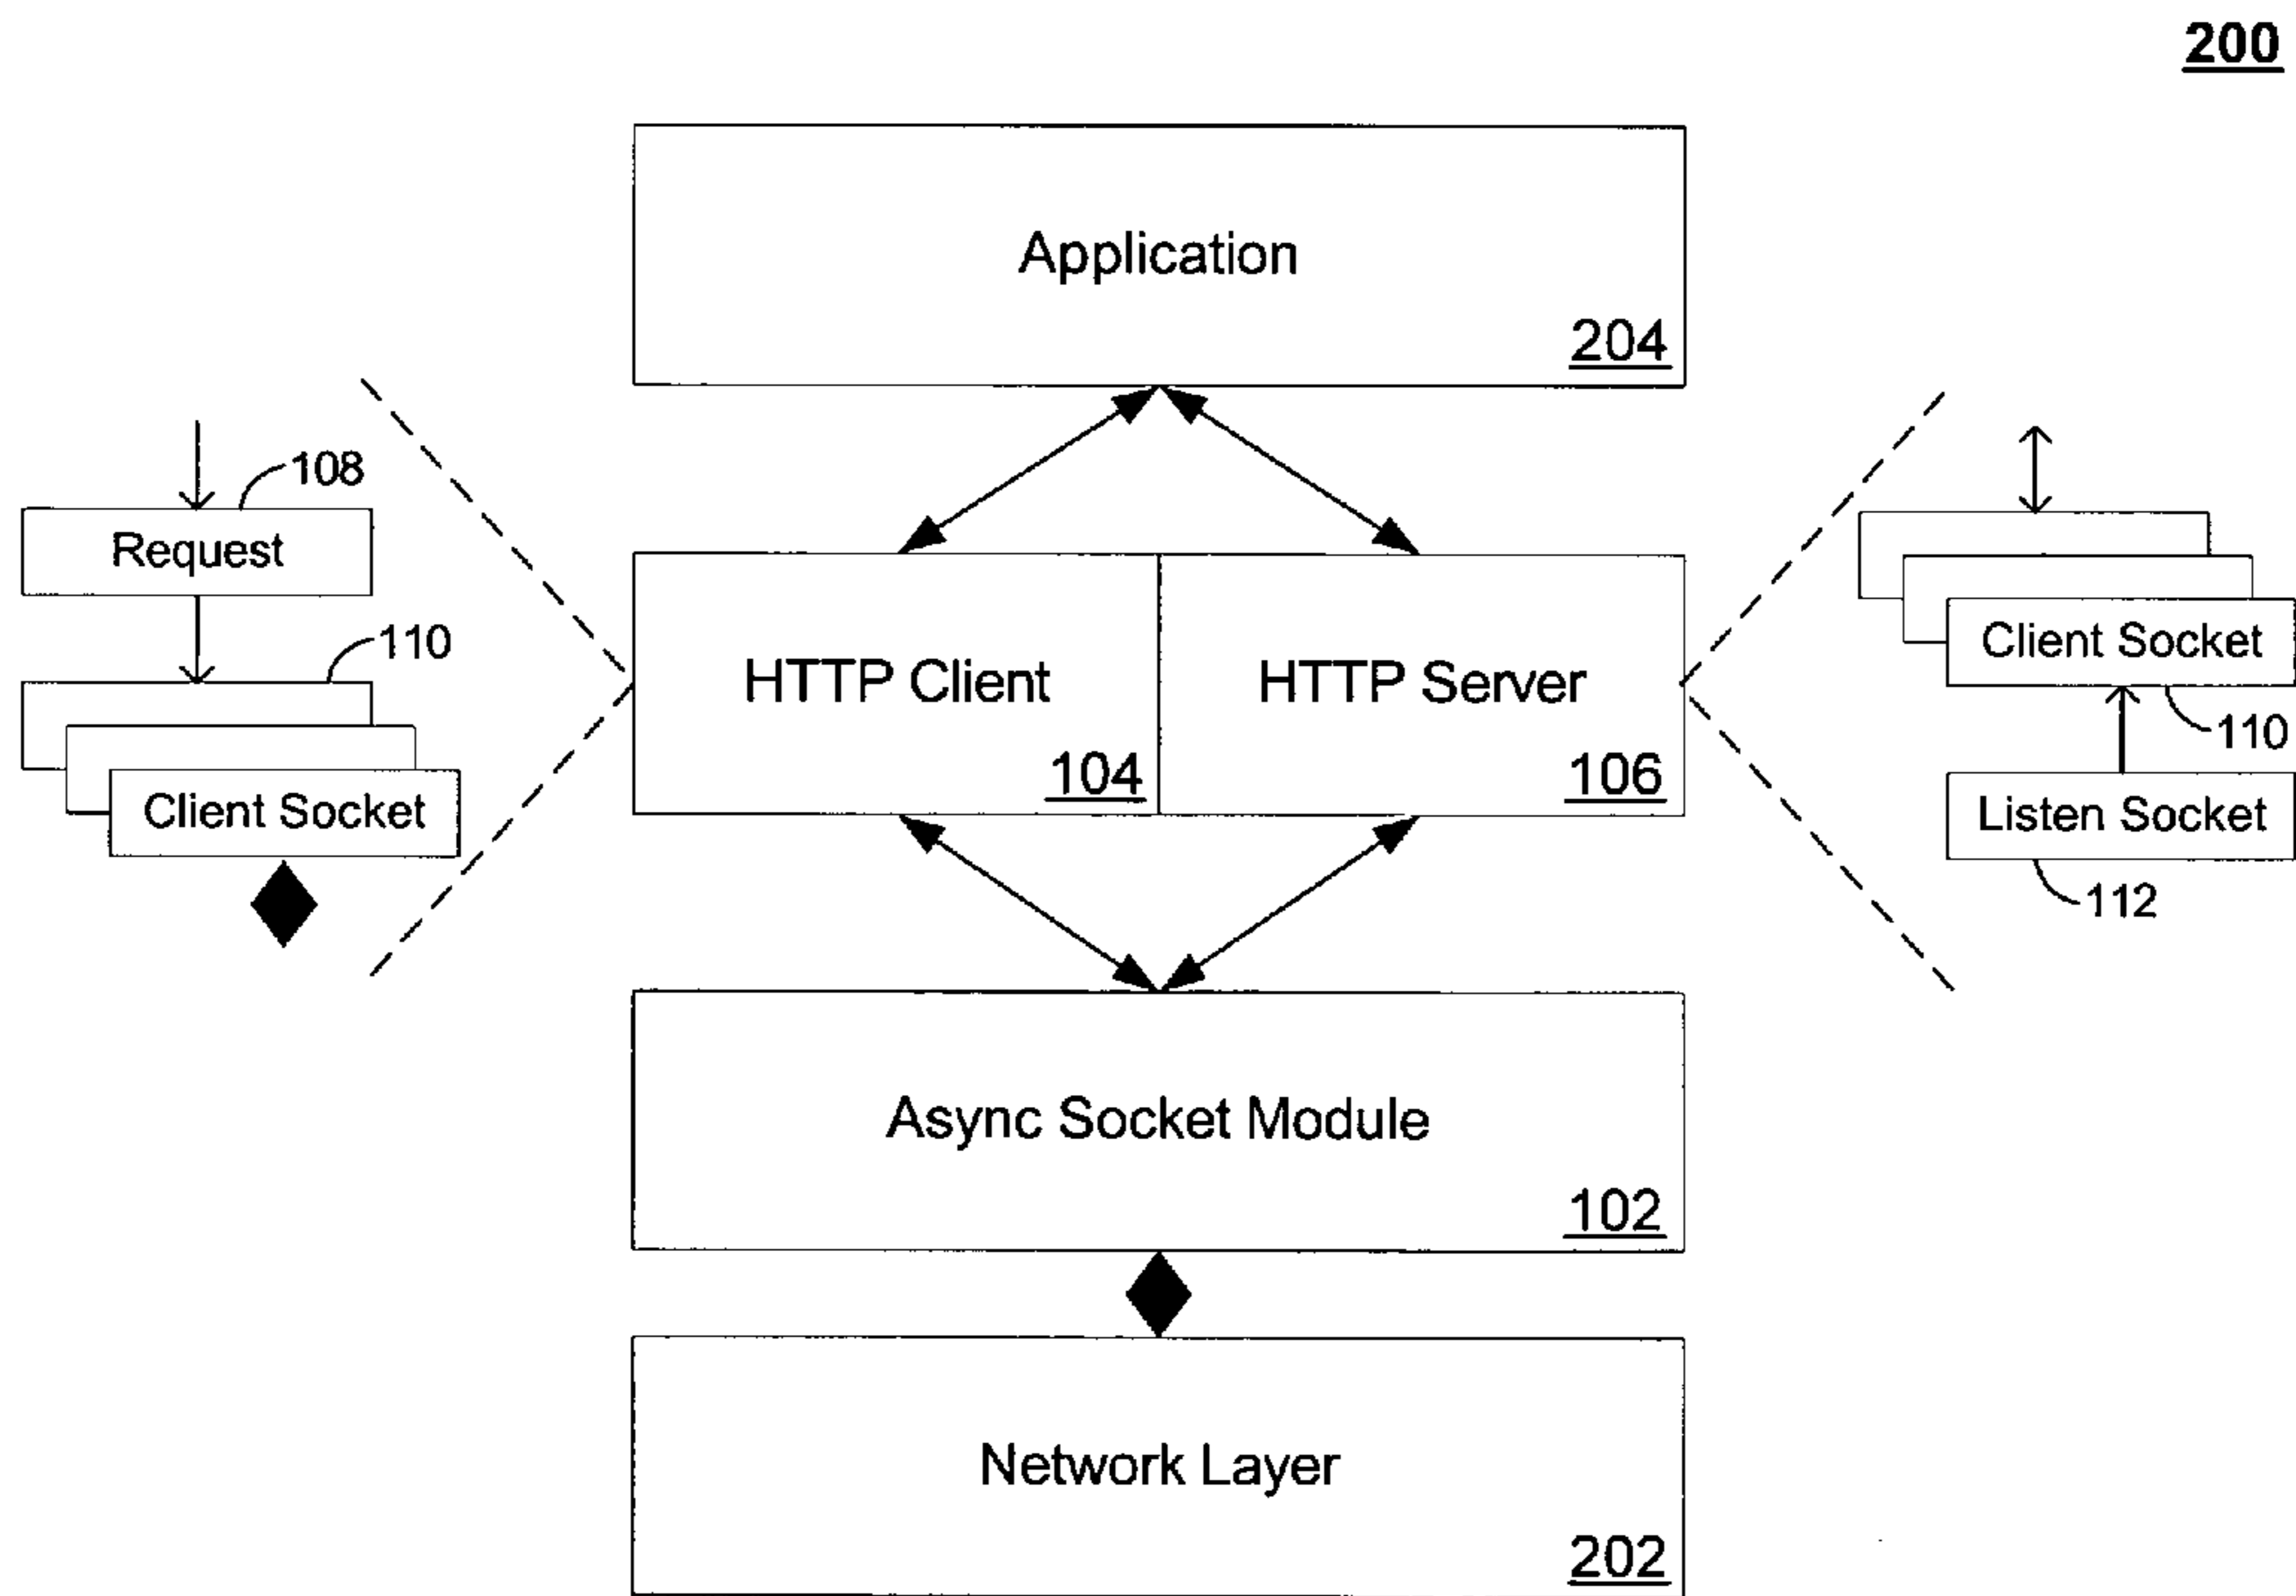 200
Application
204
108
Request
110
Client Socket
HTTP Client
104
HTTP Server
106
Client Socket
110
Listen Socket
112
Async Socket Module
102
Network Layer
202